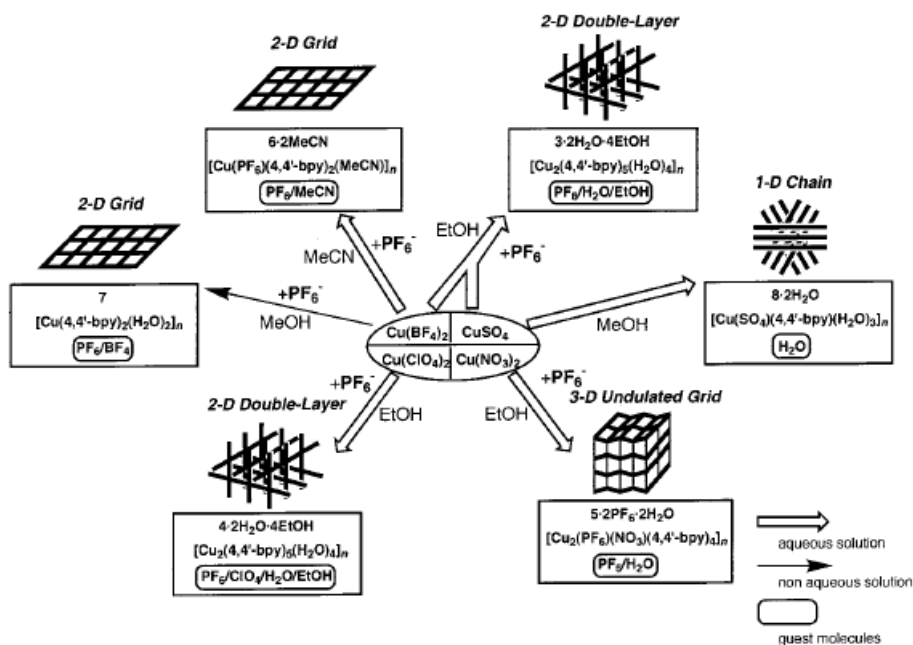 2-D Grid
6·2MeCN
[Cu(PF₆)(4,4'-bpy)₂(MeCN)]ₙ
PF₆/MeCN
2-D Double-Layer
3·2H₂O·4EtOH
[Cu₂(4,4'-bpy)₅(H₂O)₄]ₙ
PF₆/H₂O/EtOH
1-D Chain
8·2H₂O
[Cu(SO₄)(4,4'-bpy)(H₂O)₃]ₙ
H₂O
2-D Grid
7
[Cu(4,4'-bpy)₂(H₂O)₂]ₙ
PF₆/BF₄
+PF₆⁻
MeCN
EtOH
+PF₆⁻
+PF₆⁻
MeOH
MeOH
Cu(BF₄)₂
CuSO₄
Cu(ClO₄)₂
Cu(NO₃)₂
+PF₆⁻
EtOH
+PF₆⁻
EtOH
2-D Double-Layer
4·2H₂O·4EtOH
[Cu₂(4,4'-bpy)₅(H₂O)₄]ₙ
PF₆/ClO₄/H₂O/EtOH
3-D Undulated Grid
5·2PF₆·2H₂O
[Cu₂(PF₆)(NO₃)(4,4'-bpy)₄]ₙ
PF₆/H₂O
aqueous solution
non aqueous solution
guest molecules